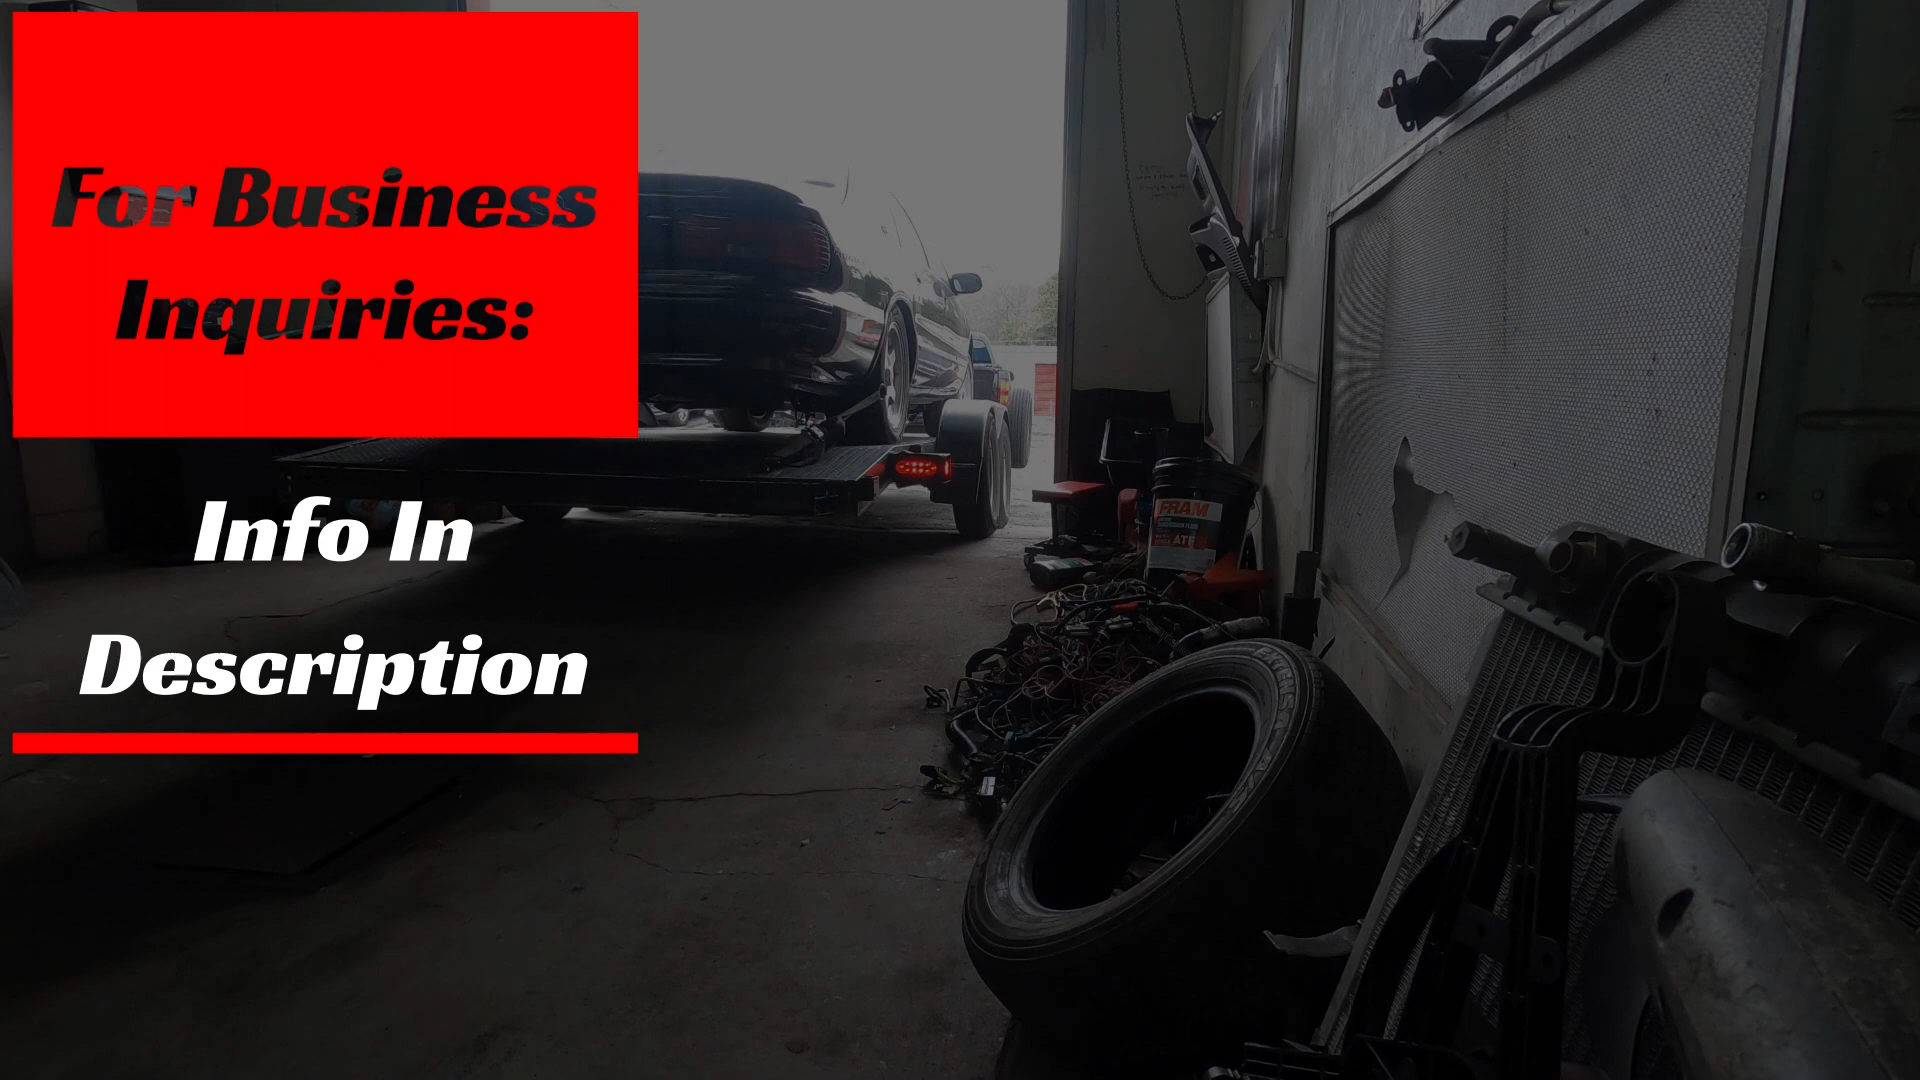 For Business
Inquiries:
Info In
Description
FRAM
ATF